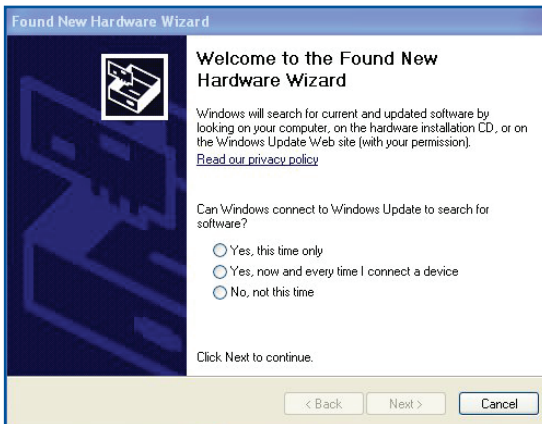 Found New Hardware Wizard
Welcome to the Found New
Hardware Wizard
Windows will search for current and updated software by
looking on your computer, on the hardware installation CD, or on
the Windows Update Web site (with your permission).
Read our privacy policy
Can Windows connect to Windows Update to search for
software?
Yes, this time only
Yes, now and every time I connect a device
No, not this time
Click Next to continue.
< Back
Next >
Cancel